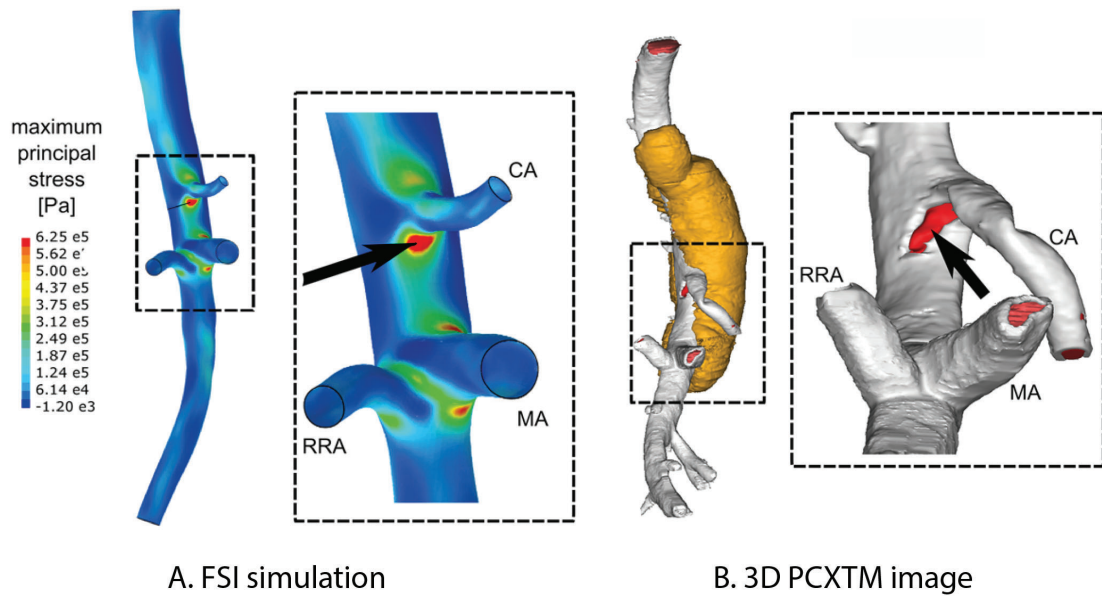 maximum
principal
stress
[Pa]
6.25 e5
5.62 e'
5.00 e
4.37 e5
3.75 e5
3.12 e5
2.49 e5
1.87 e5
1.24 e5
6.14 e4
-1.20 e3
CA
MA
RRA
CA
RRA
MA
A. FSI simulation
B. 3D PCXTM image